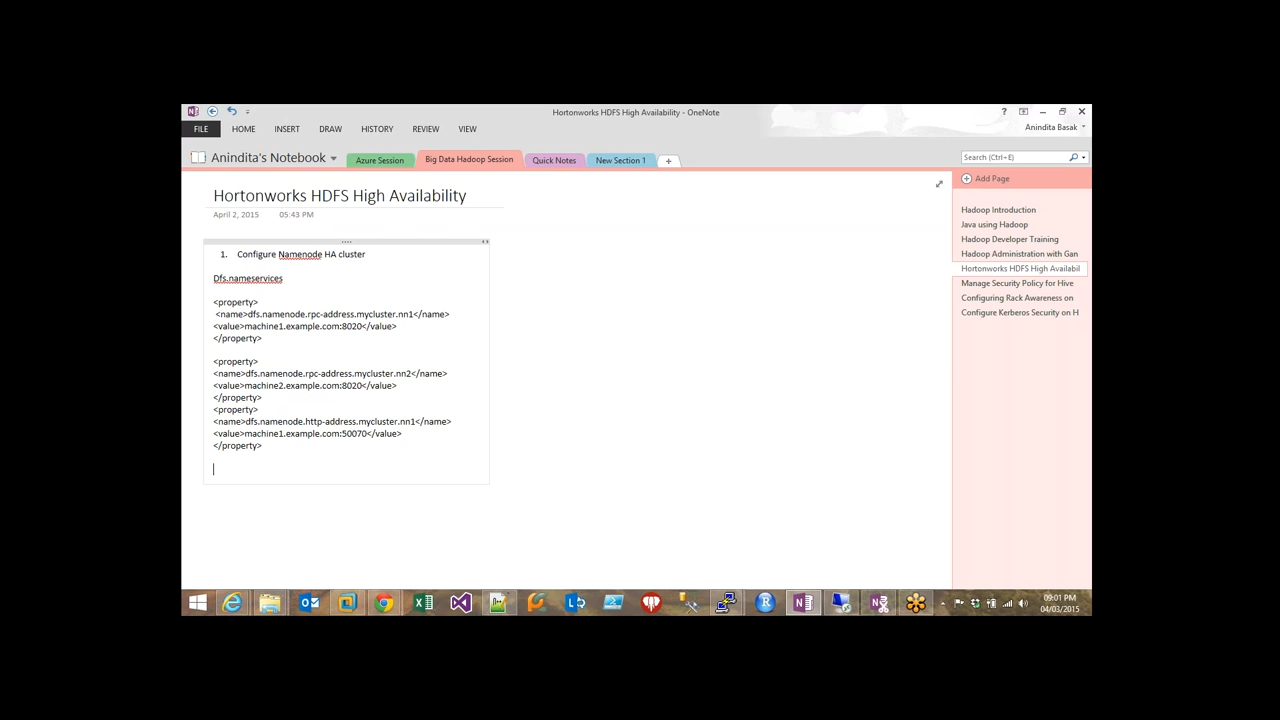 Hortonworks HDFS High Availability - OneNote
?
Anindita Basak
FILE HOME INSERT DRAW HISTORY REVIEW VIEW
Anindita's Notebook
Azure Session
Big Data Hadoop Session
Quick Notes
New Section 1
Search (Ctrl+E)
Add Page
Hortonworks HDFS High Availability
April 2, 2015 05:43 PM
1. Configure Namenode HA cluster
Dfs.nameservices
<property>
<name>dfs.namenode.rpc-address.mycluster.nn1</name>
<value>machine1.example.com:8020</value>
</property>
<property>
<name>dfs.namenode.rpc-address.mycluster.nn2</name>
<value>machine2.example.com:8020</value>
</property>
<property>
<name>dfs.namenode.http-address.mycluster.nn1</name>
<value>machine1.example.com:50070</value>
</property>
Hadoop Introduction
Java using Hadoop
Hadoop Developer Training
Hadoop Administration with Gan
Hortonworks HDFS High Availabil
Manage Security Policy for Hive
Configuring Rack Awareness on
Configure Kerberos Security on H
09:01 PM
04/03/2015